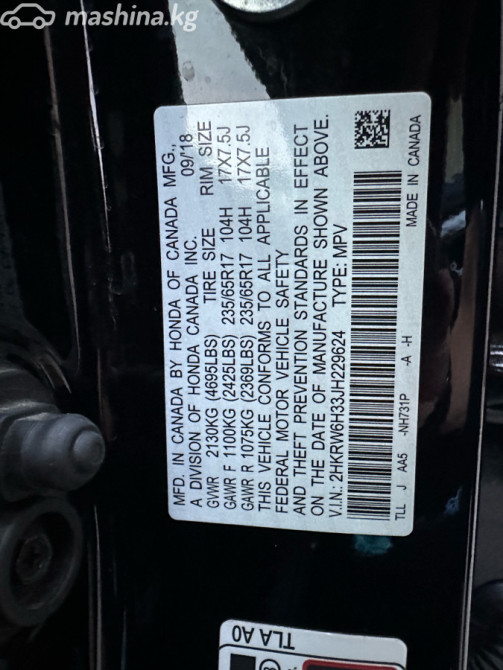 mashina.kg
MFD. IN CANADA BY HONDA OF CANADA MFG.,
A DIVISION OF HONDA CANADA INC. 09/18
GVWR 2130KG (4695LBS) TIRE SIZE RIM SIZE
GAWR F 1100KG (2425LBS) 235/65R17 104H 17X7.5J
GAWR R 1075KG (2369LBS) 235/65R17 104H 17X7.5J
THIS VEHICLE CONFORMS TO ALL APPLICABLE
FEDERAL MOTOR VEHICLE SAFETY
AND THEFT PREVENTION STANDARDS IN EFFECT
ON THE DATE OF MANUFACTURE SHOWN ABOVE.
V.I.N.: 2HKRW6H33JH229624 TYPE: MPV
TLL J AA5 -NH731P -A -H MADE IN CANADA
TLA A0